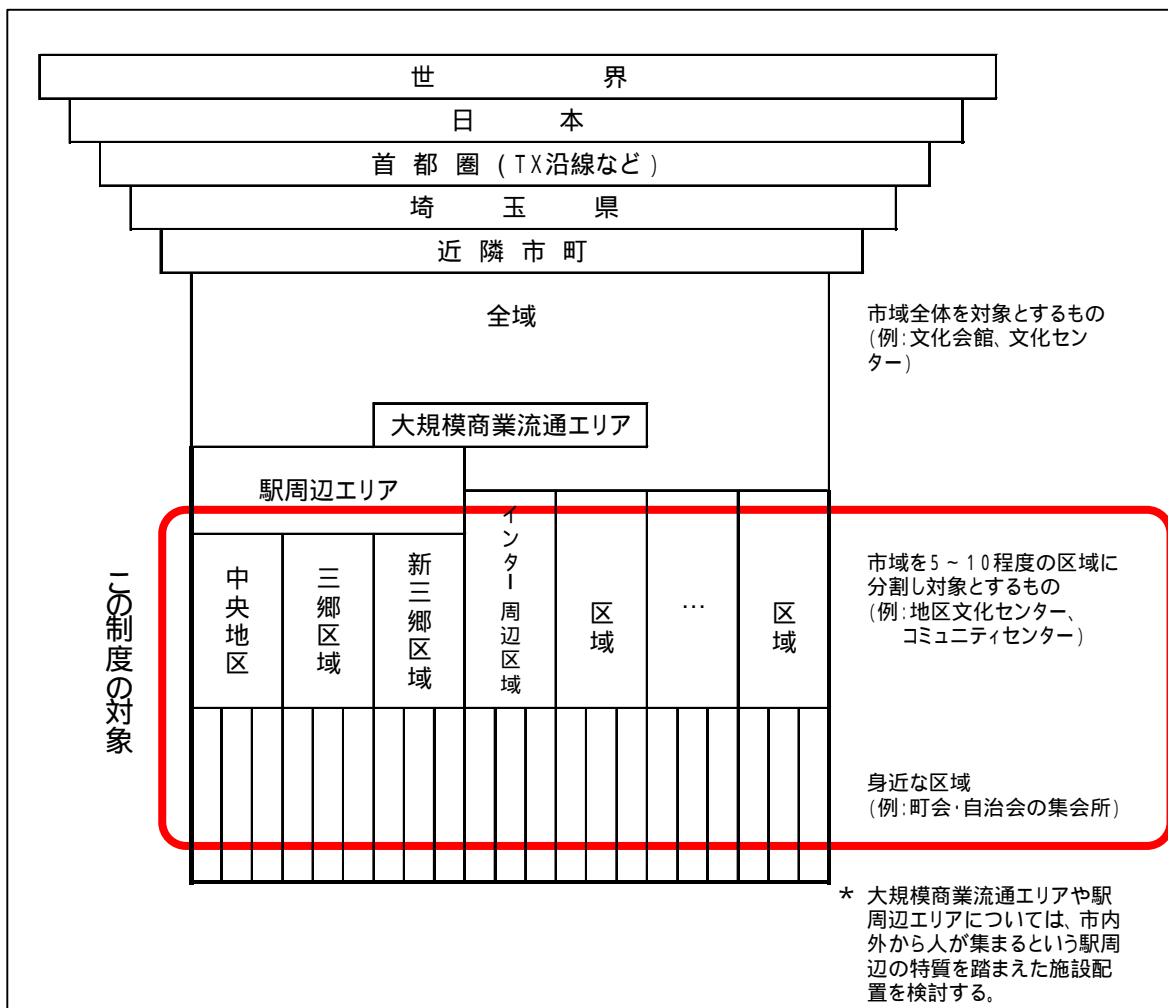 世界
日本
首都圏(TX沿線など)
埼玉県
近隣市町
全域
市域全体を対象とするもの
(例:文化会館、文化セン
ター)
大規模商業流通エリア
駅周辺エリア
この制度の対象
中央地区
三郷区域
新三郷区域
インター周辺区域
区域
…
区域
市域を5~10程度の区域に
分割し対象とするもの
(例:地区文化センター、
コミュニティセンター)
身近な区域
(例:町会・自治会の集会所)
* 大規模商業流通エリアや駅
周辺エリアについては、市内
外から人が集まるという駅周
辺の特質を踏まえた施設配
置を検討する。